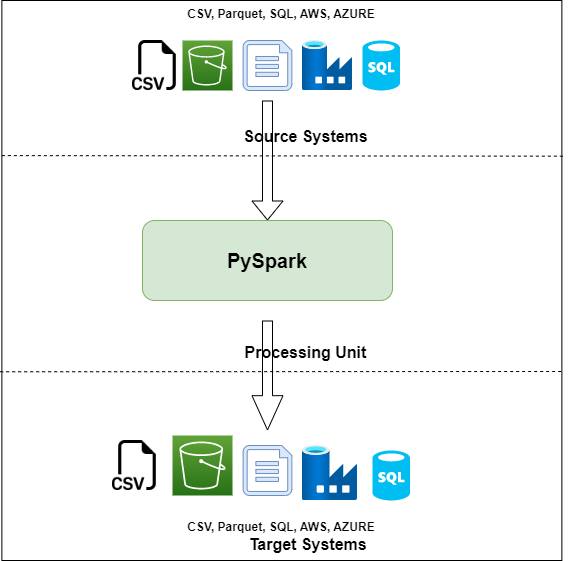 CSV, Parquet, SQL, AWS, AZURE
CSV
SQL
Source Systems
PySpark
Processing Unit
CSV
SQL
CSV, Parquet, SQL, AWS, AZURE
Target Systems